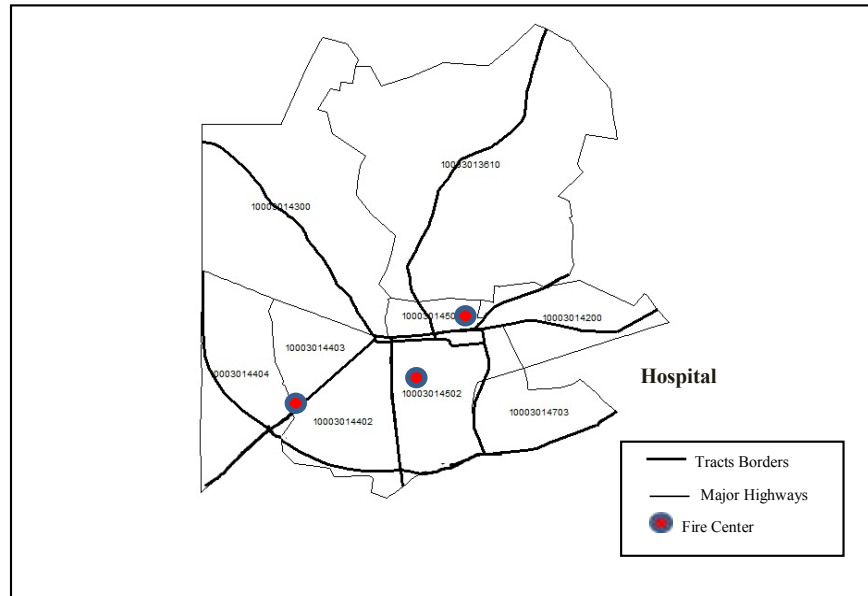 10003013610
10003014300
10003014200
10003014403
10003014404
Hospital
10003014502
10003014703
10003014402
Tracts Borders
Major Highways
Fire Center